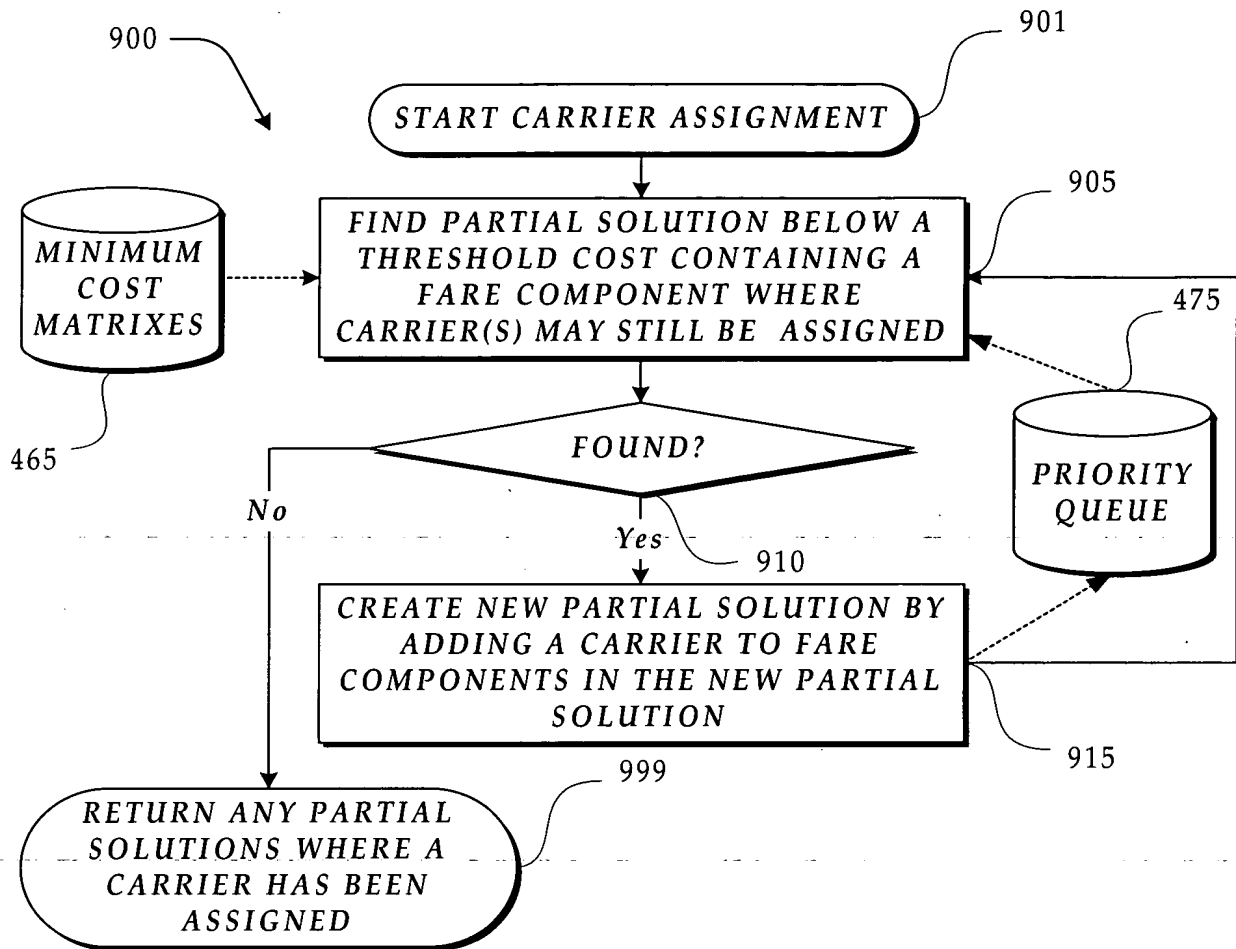 900
901
START CARRIER ASSIGNMENT
905
FIND PARTIAL SOLUTION BELOW A
THRESHOLD COST CONTAINING A
FARE COMPONENT WHERE
CARRIER(S) MAY STILL BE ASSIGNED
MINIMUM
COST
MATRIXES
465
475
FOUND?
PRIORITY
QUEUE
No
Yes
910
CREATE NEW PARTIAL SOLUTION BY
ADDING A CARRIER TO FARE
COMPONENTS IN THE NEW PARTIAL
SOLUTION
915
999
RETURN ANY PARTIAL
SOLUTIONS WHERE A
CARRIER HAS BEEN
ASSIGNED